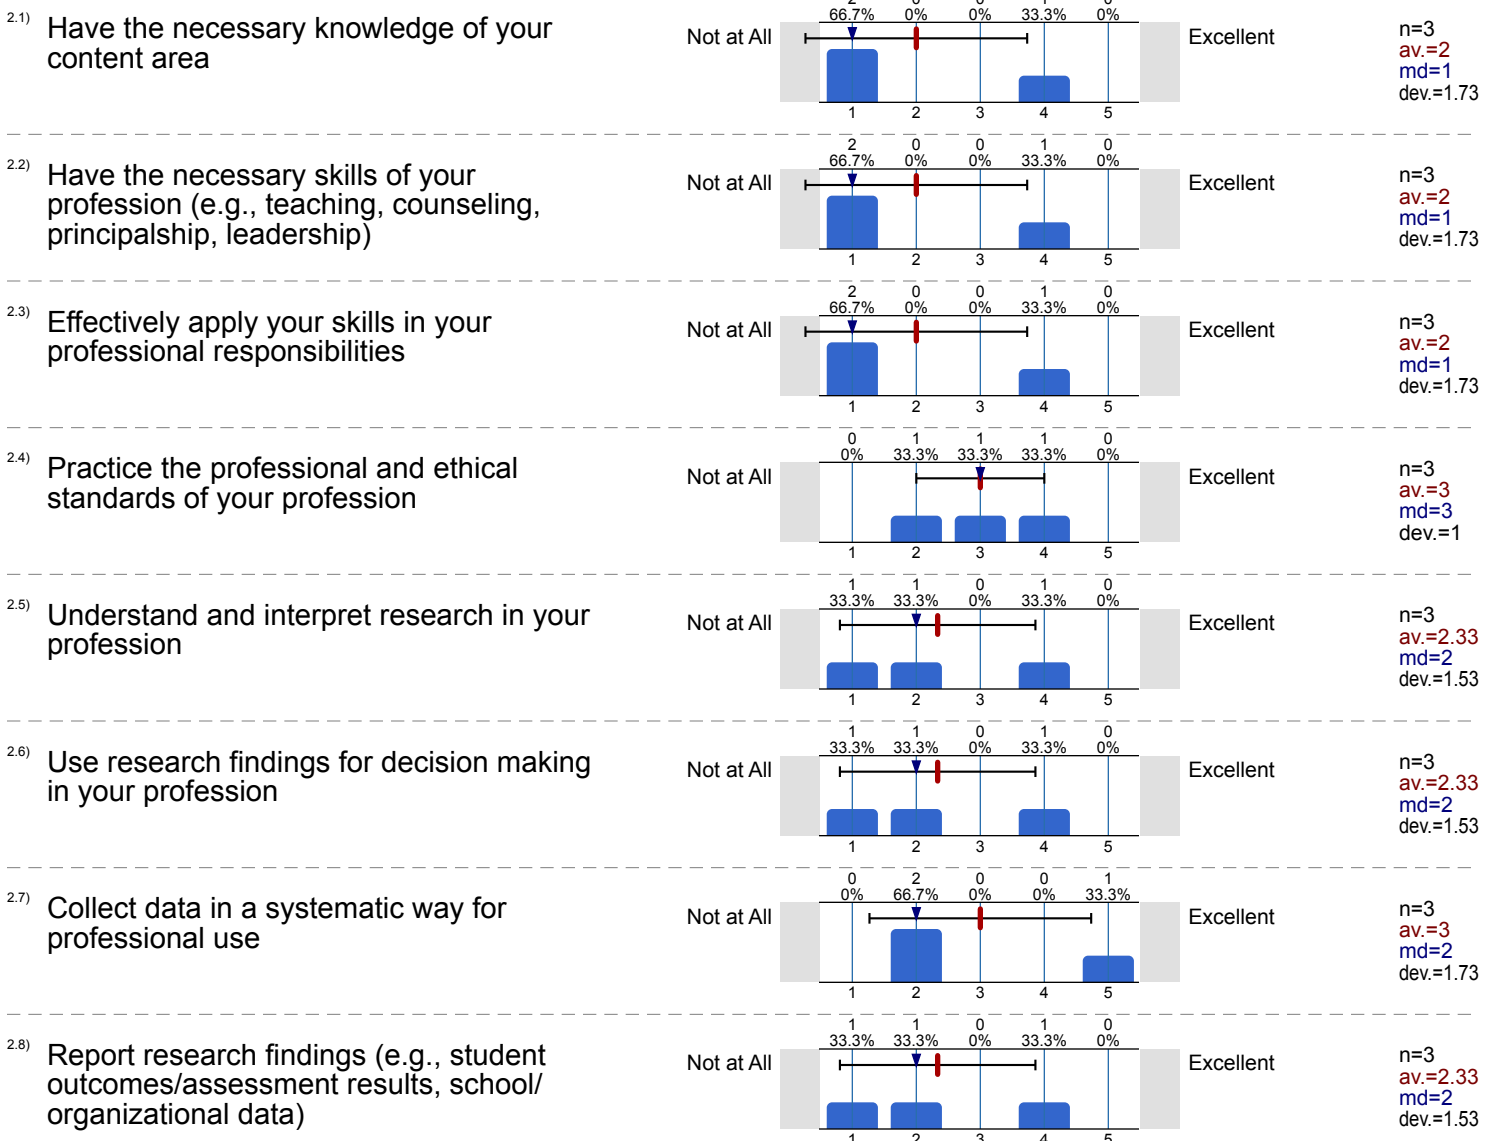 2 0 0 1 0
2.1) Have the necessary knowledge of your
content area
66.7% 0% 0% 33.3% 0%
Not at All Excellent
n=3
av.=2
md=1
dev.=1.73
1 2 3 4 5
2.2) Have the necessary skills of your
profession (e.g., teaching, counseling,
principalship, leadership)
2 0 0 1 0
66.7% 0% 0% 33.3% 0%
Not at All Excellent
n=3
av.=2
md=1
dev.=1.73
1 2 3 4 5
2.3) Effectively apply your skills in your
professional responsibilities
2 0 0 1 0
66.7% 0% 0% 33.3% 0%
Not at All Excellent
n=3
av.=2
md=1
dev.=1.73
1 2 3 4 5
2.4) Practice the professional and ethical
standards of your profession
0 1 1 1 0
0% 33.3% 33.3% 33.3% 0%
Not at All Excellent
n=3
av.=3
md=3
dev.=1
1 2 3 4 5
2.5) Understand and interpret research in your
profession
1 1 0 1 0
33.3% 33.3% 0% 33.3% 0%
Not at All Excellent
n=3
av.=2.33
md=2
dev.=1.53
1 2 3 4 5
2.6) Use research findings for decision making
in your profession
1 1 0 1 0
33.3% 33.3% 0% 33.3% 0%
Not at All Excellent
n=3
av.=2.33
md=2
dev.=1.53
1 2 3 4 5
2.7) Collect data in a systematic way for
professional use
0 2 0 0 1
0% 66.7% 0% 0% 33.3%
Not at All Excellent
n=3
av.=3
md=2
dev.=1.73
1 2 3 4 5
2.8) Report research findings (e.g., student
outcomes/assessment results, school/
organizational data)
1 1 0 1 0
33.3% 33.3% 0% 33.3% 0%
Not at All Excellent
n=3
av.=2.33
md=2
dev.=1.53
1 2 3 4 5